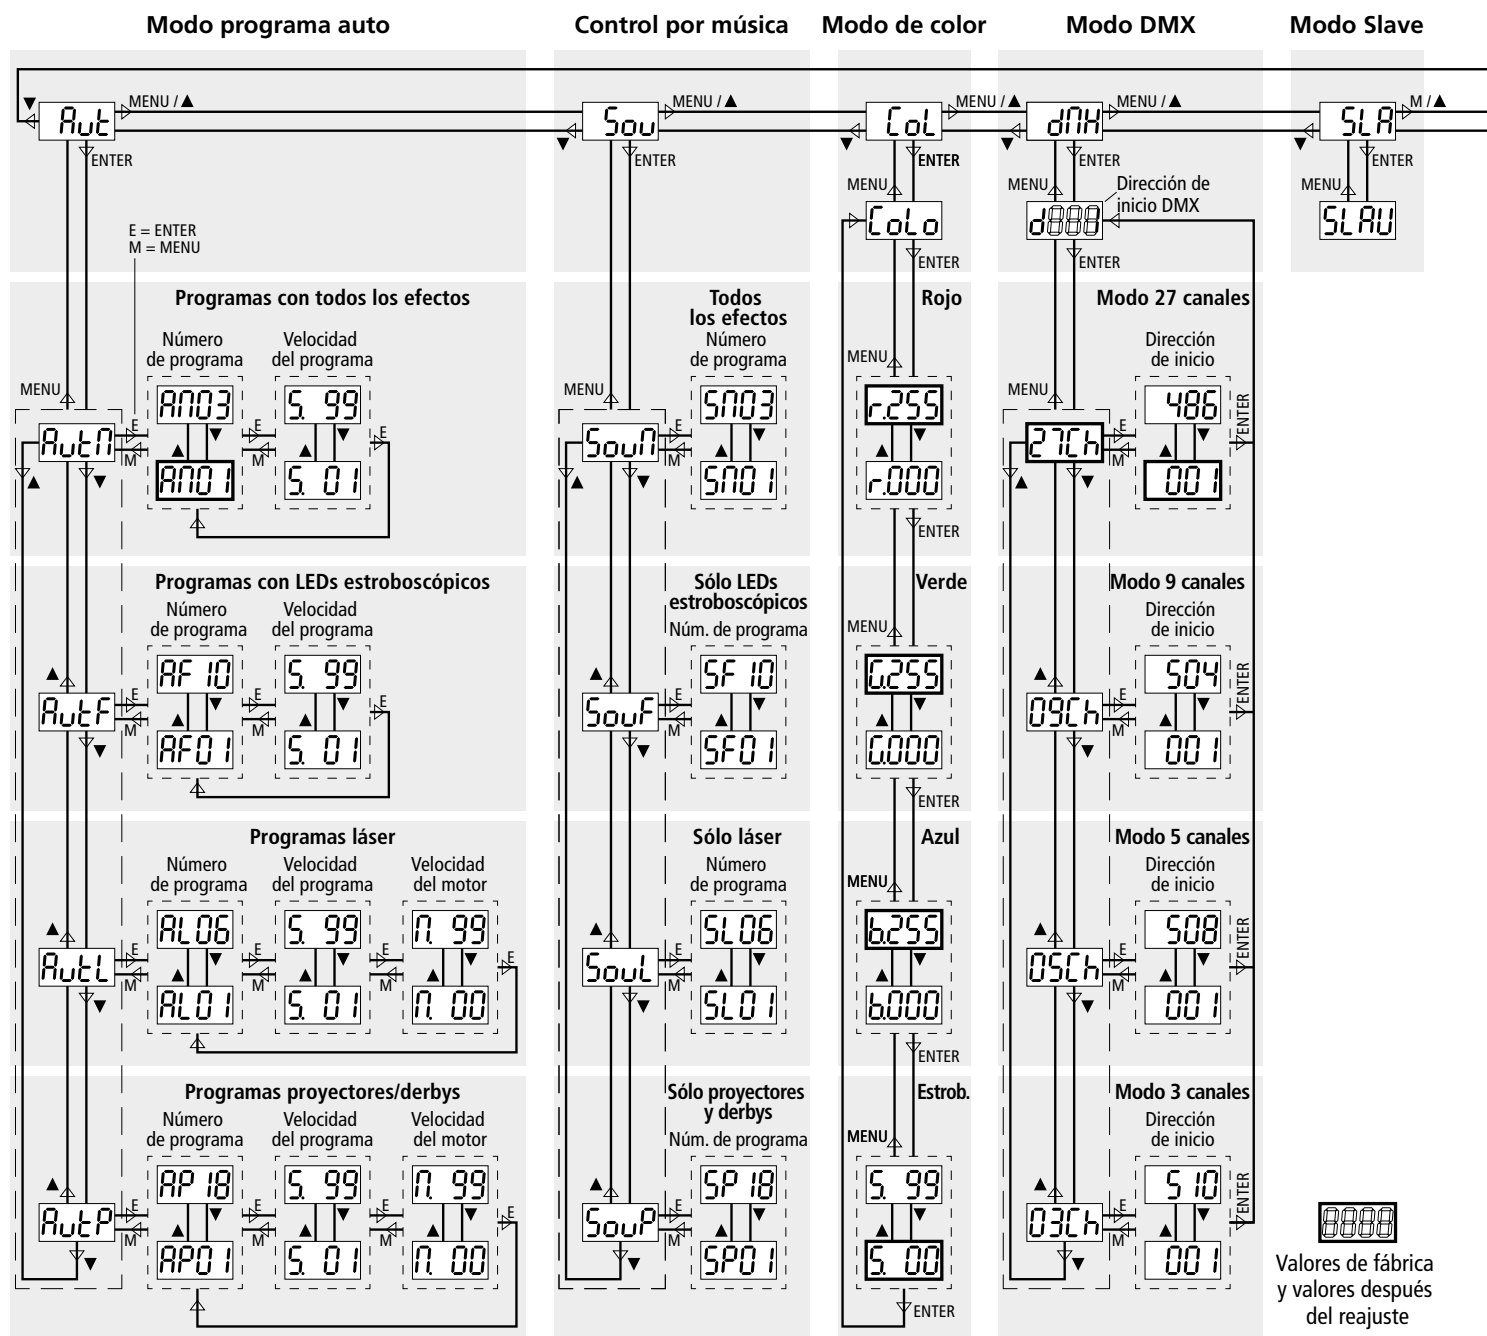 Modo programa auto
Control por música
Modo de color
Modo DMX
Modo Slave
Aut
MENU / ▲
▼
ENTER
Sou
MENU / ▲
▼
ENTER
CoL
MENU / ▲
▼
ENTER
dMX
MENU / ▲
▼
ENTER
SLA
M / ▲
▼
ENTER
MENU
CoLo
ENTER
MENU
d888
Dirección de
inicio DMX
ENTER
MENU
SLAU
E = ENTER
M = MENU
Programas con todos los efectos
Número
de programa
Velocidad
del programa
MENU
AutM
▲
▼
E
M
AM03
▲ ▼
AM01
E
M
S. 99
▲ ▼
S. 01
E
Todos
los efectos
Número
de programa
MENU
SouM
▲
▼
E
M
SM03
▲ ▼
SM01
Rojo
MENU
r.255
▲ ▼
r.000
ENTER
Modo 27 canales
Dirección
de inicio
MENU
27Ch
▲
▼
E
M
486
▲ ▼
001
ENTER
Programas con LEDs estroboscópicos
Número
de programa
Velocidad
del programa
▲
AutF
▼
E
M
AF10
▲ ▼
AF01
E
M
S. 99
▲ ▼
S. 01
E
Sólo LEDs
estroboscópicos
Núm. de programa
▲
SouF
▼
E
M
SF10
▲ ▼
SF01
Verde
MENU
G.255
▲ ▼
G.000
ENTER
Modo 9 canales
Dirección
de inicio
▲
09Ch
▼
E
M
504
▲ ▼
001
ENTER
Programas láser
Número
de programa
Velocidad
del programa
Velocidad
del motor
▲
AutL
▼
E
M
AL06
▲ ▼
AL01
E
M
S. 99
▲ ▼
S. 01
E
M
M. 99
▲ ▼
M. 00
E
Sólo láser
Número
de programa
▲
SouL
▼
E
M
SL06
▲ ▼
SL01
Azul
MENU
b.255
▲ ▼
b.000
ENTER
Modo 5 canales
Dirección
de inicio
▲
05Ch
▼
E
M
508
▲ ▼
001
ENTER
Programas proyectores/derbys
Número
de programa
Velocidad
del programa
Velocidad
del motor
▲
AutP
▼
E
M
AP18
▲ ▼
AP01
E
M
S. 99
▲ ▼
S. 01
E
M
M. 99
▲ ▼
M. 00
E
Sólo proyectores
y derbys
Núm. de programa
▲
SouP
▼
E
M
SP18
▲ ▼
SP01
Estrob.
MENU
S. 99
▲ ▼
S. 00
ENTER
Modo 3 canales
Dirección
de inicio
▲
03Ch
▼
E
M
510
▲ ▼
001
ENTER
8888
Valores de fábrica
y valores después
del reajuste